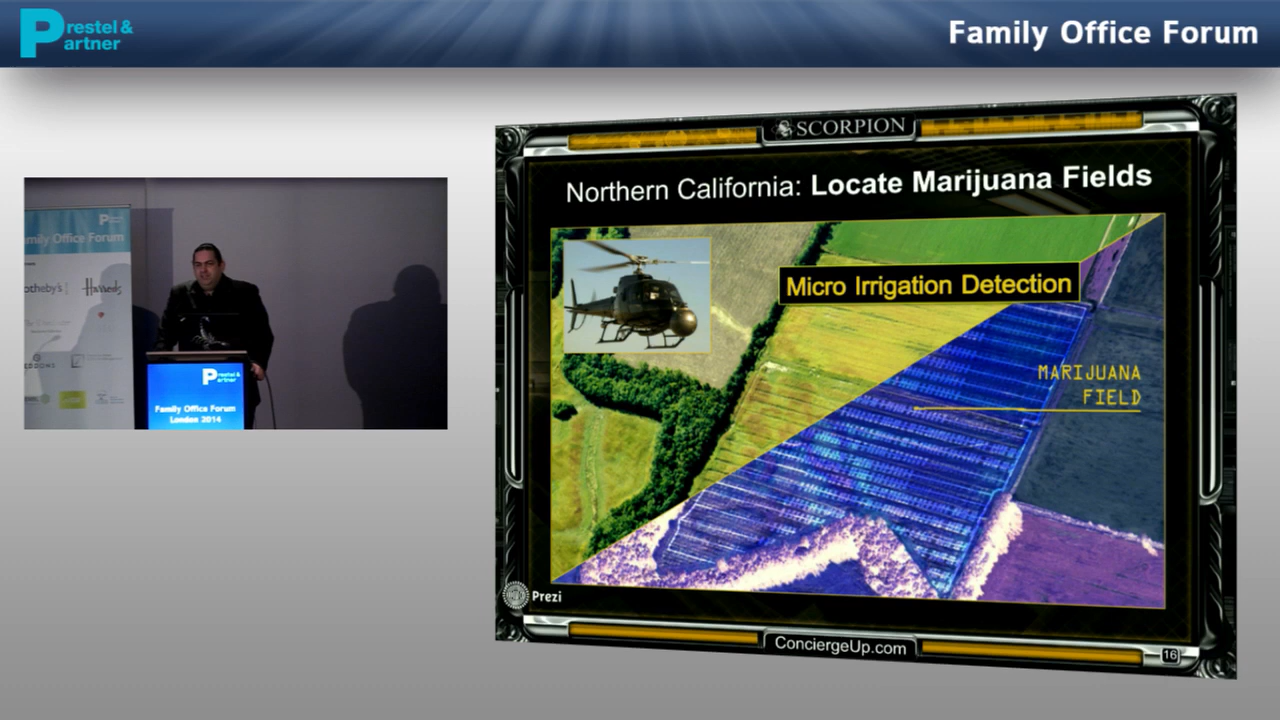 Prestel &
Partner
Family Office Forum
SCORPION
Northern California: Locate Marijuana Fields
Micro Irrigation Detection
MARIJUANA
FIELD
Prezi
ConciergeUp.com
16
Family Office Forum
Harrods
Prestel &
Partner
Family Office Forum
London 2014